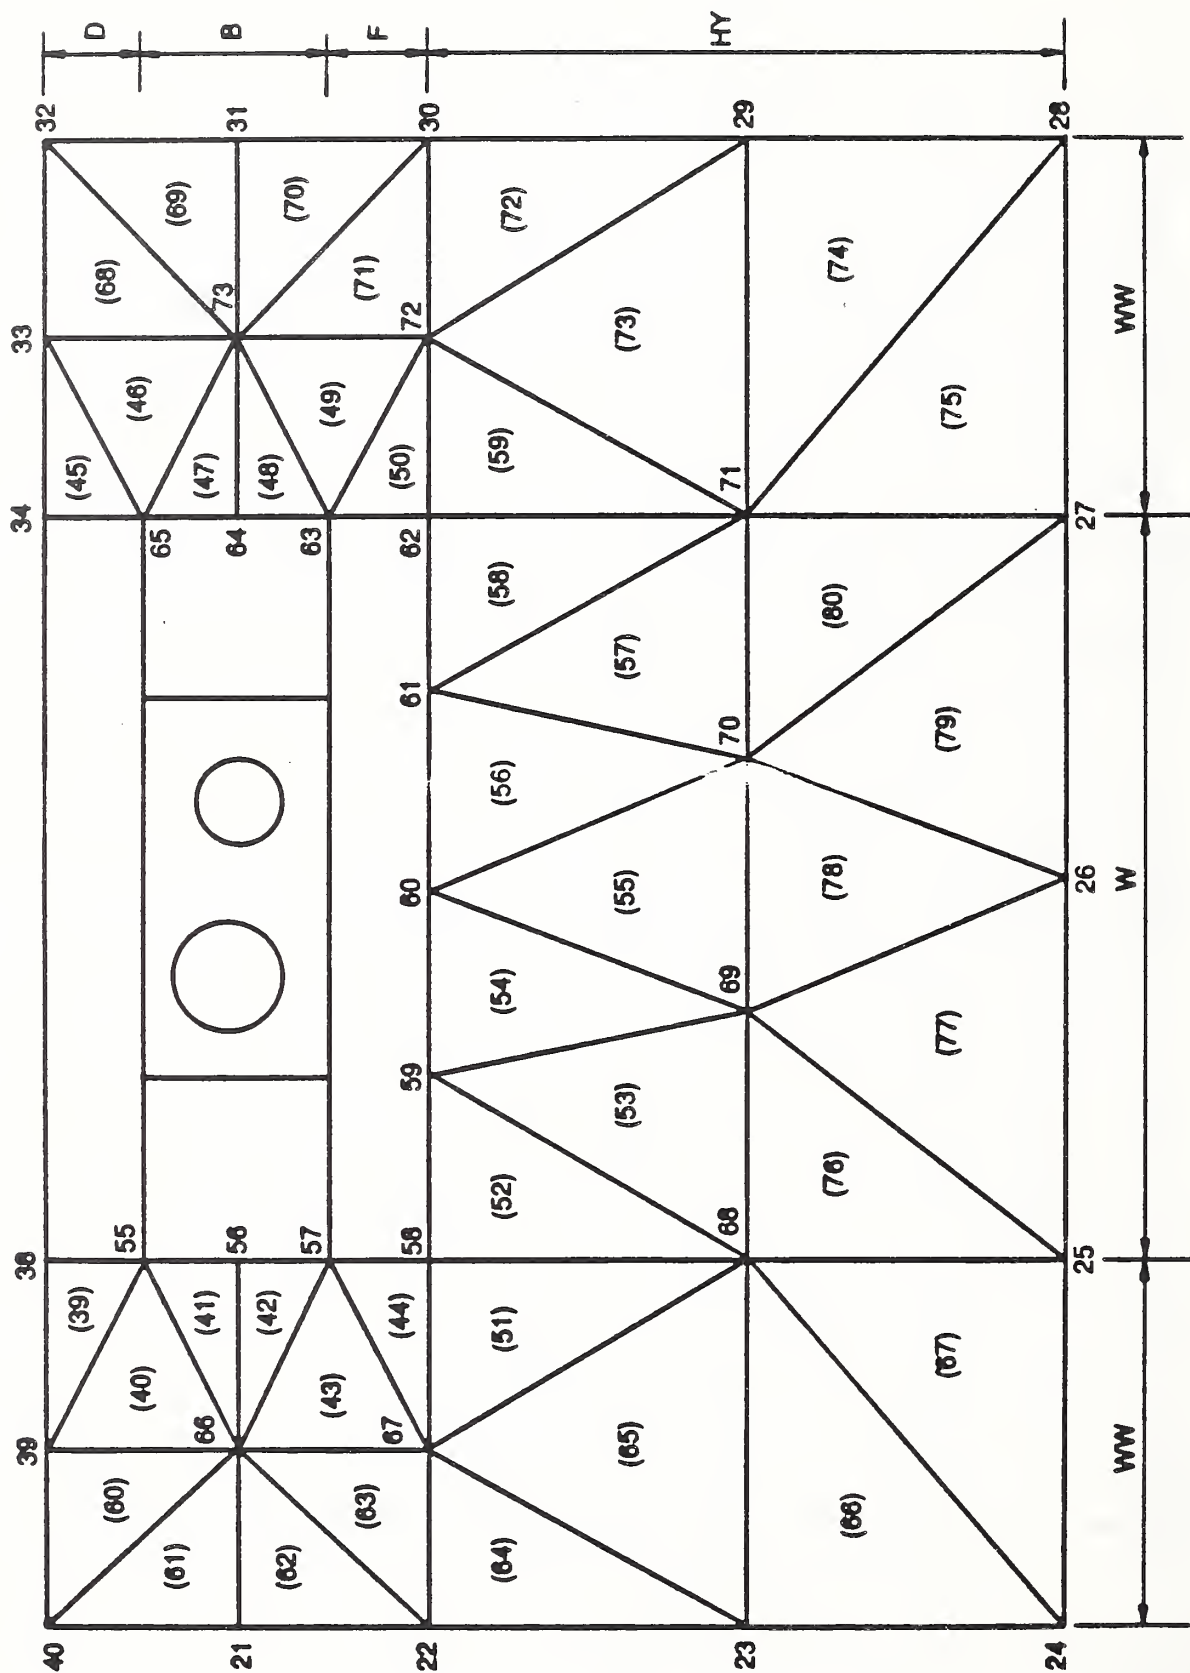 39 38 34 33
40 32 D
(39) (45)
(60) (68)
(40) 55 65 (46)
(61) (69)
66 (41) (47) 73
21 56 64 31 B
(42) (48)
(62) (70)
57 63
(43) (49)
(63) (71) F
67 (44) (50) 72
22 58 59 60 61 62 30
(64) (51) (52) (54) (56) (58) (59) (72)
(65) (53) (55) (57) (73)
68 69 70 71 HY
23 29
(66) (76) (78) (80) (74)
(67) (77) (79) (75)
24 25 26 27 28
WW W WW